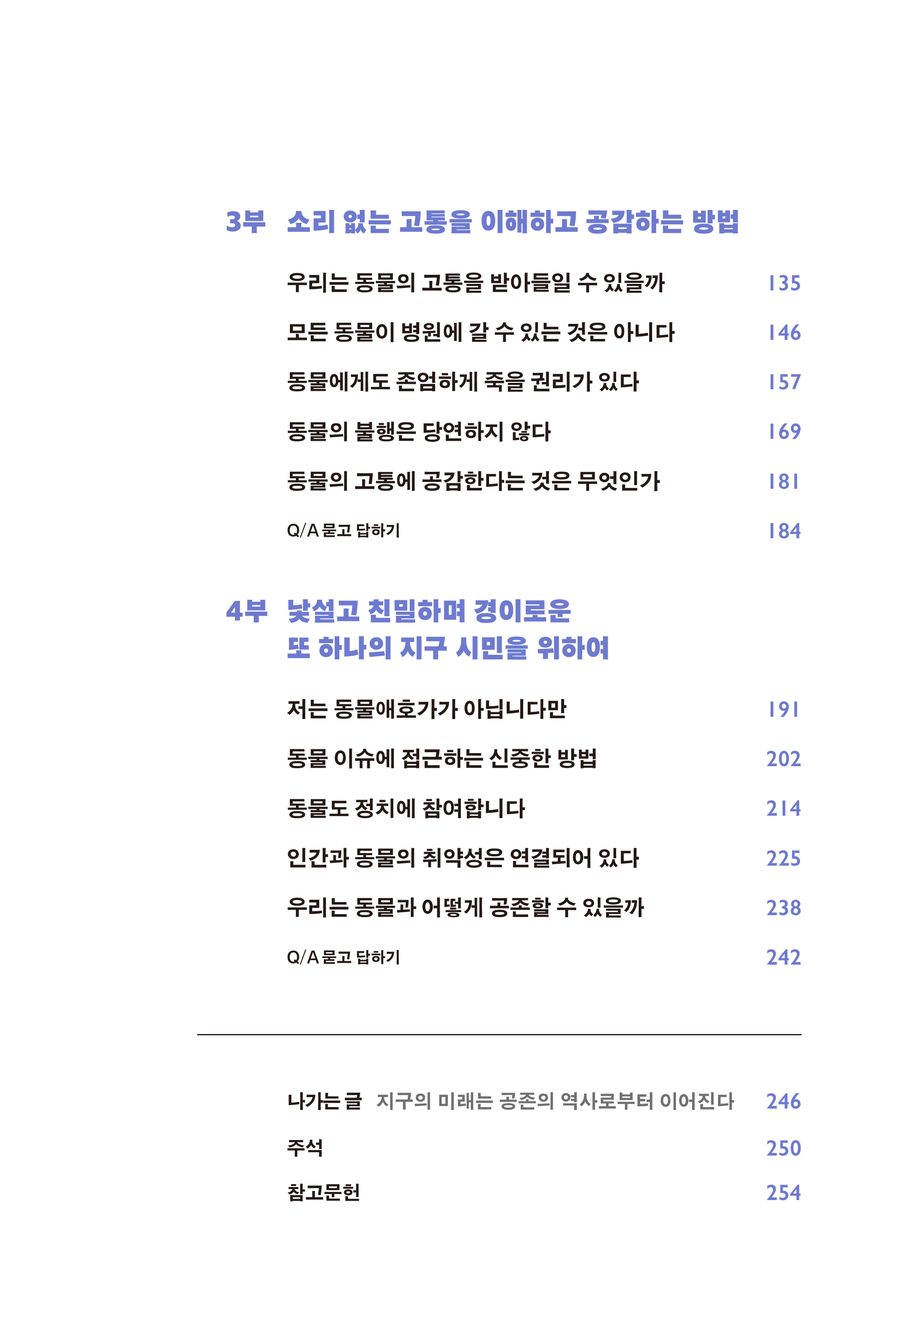 3부 소리 없는 고통을 이해하고 공감하는 방법
우리는 동물의 고통을 받아들일 수 있을까 135
모든 동물이 병원에 갈 수 있는 것은 아니다 146
동물에게도 존엄하게 죽을 권리가 있다 157
동물의 불행은 당연하지 않다 169
동물의 고통에 공감한다는 것은 무엇인가 181
Q/A 묻고 답하기 184
4부 낯설고 친밀하며 경이로운
또 하나의 지구 시민을 위하여
저는 동물애호가가 아닙니다만 191
동물 이슈에 접근하는 신중한 방법 202
동물도 정치에 참여합니다 214
인간과 동물의 취약성은 연결되어 있다 225
우리는 동물과 어떻게 공존할 수 있을까 238
Q/A 묻고 답하기 242
나가는 글 지구의 미래는 공존의 역사로부터 이어진다 246
주석 250
참고문헌 254